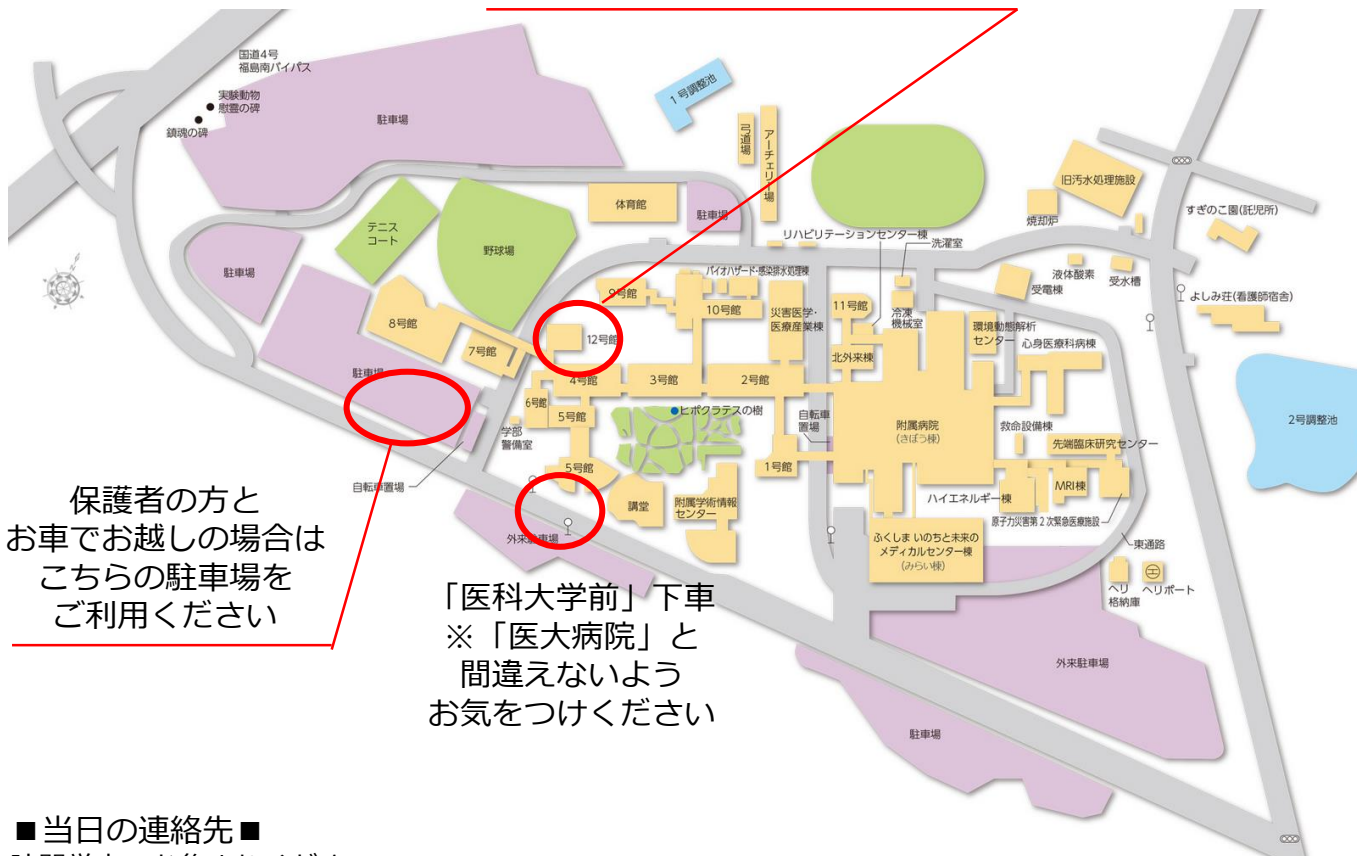 国道4号
福島南バイパス
実験動物
慰霊の碑
鎮魂の碑
駐車場
1号調整池
弓道場
アーチェリー場
体育館
駐車場
テニス
コート
野球場
駐車場
旧汚水処理施設
焼却炉
すぎのこ園(託児所)
リハビリテーションセンター棟
洗濯室
バイオハザード・感染排水処理棟
液体酸素
受電棟
受水槽
よしみ荘(看護師宿舎)
9号館
10号館
災害医学・
医療産業棟
11号館
冷凍
機械室
環境動態解析
センター
心身医療科病棟
8号館
7号館
12号館
北外来棟
駐車場
4号館
3号館
2号館
6号館
5号館
ヒポクラテスの樹
自転車
置場
附属病院
(きぼう棟)
救命設備棟
先端臨床研究センター
2号調整池
学部
警備室
自転車置場
5号館
1号館
講堂
附属学術情報
センター
ハイエネルギー棟
MRI棟
原子力災害第2次緊急医療施設
外来駐車場
ふくしま いのちと未来の
メディカルセンター棟
(みらい棟)
東通路
ヘリ
格納庫
ヘリポート
外来駐車場
駐車場
保護者の方と
お車でお越しの場合は
こちらの駐車場を
ご利用ください
「医科大学前」下車
※「医大病院」と
間違えないよう
お気をつけください
■当日の連絡先■